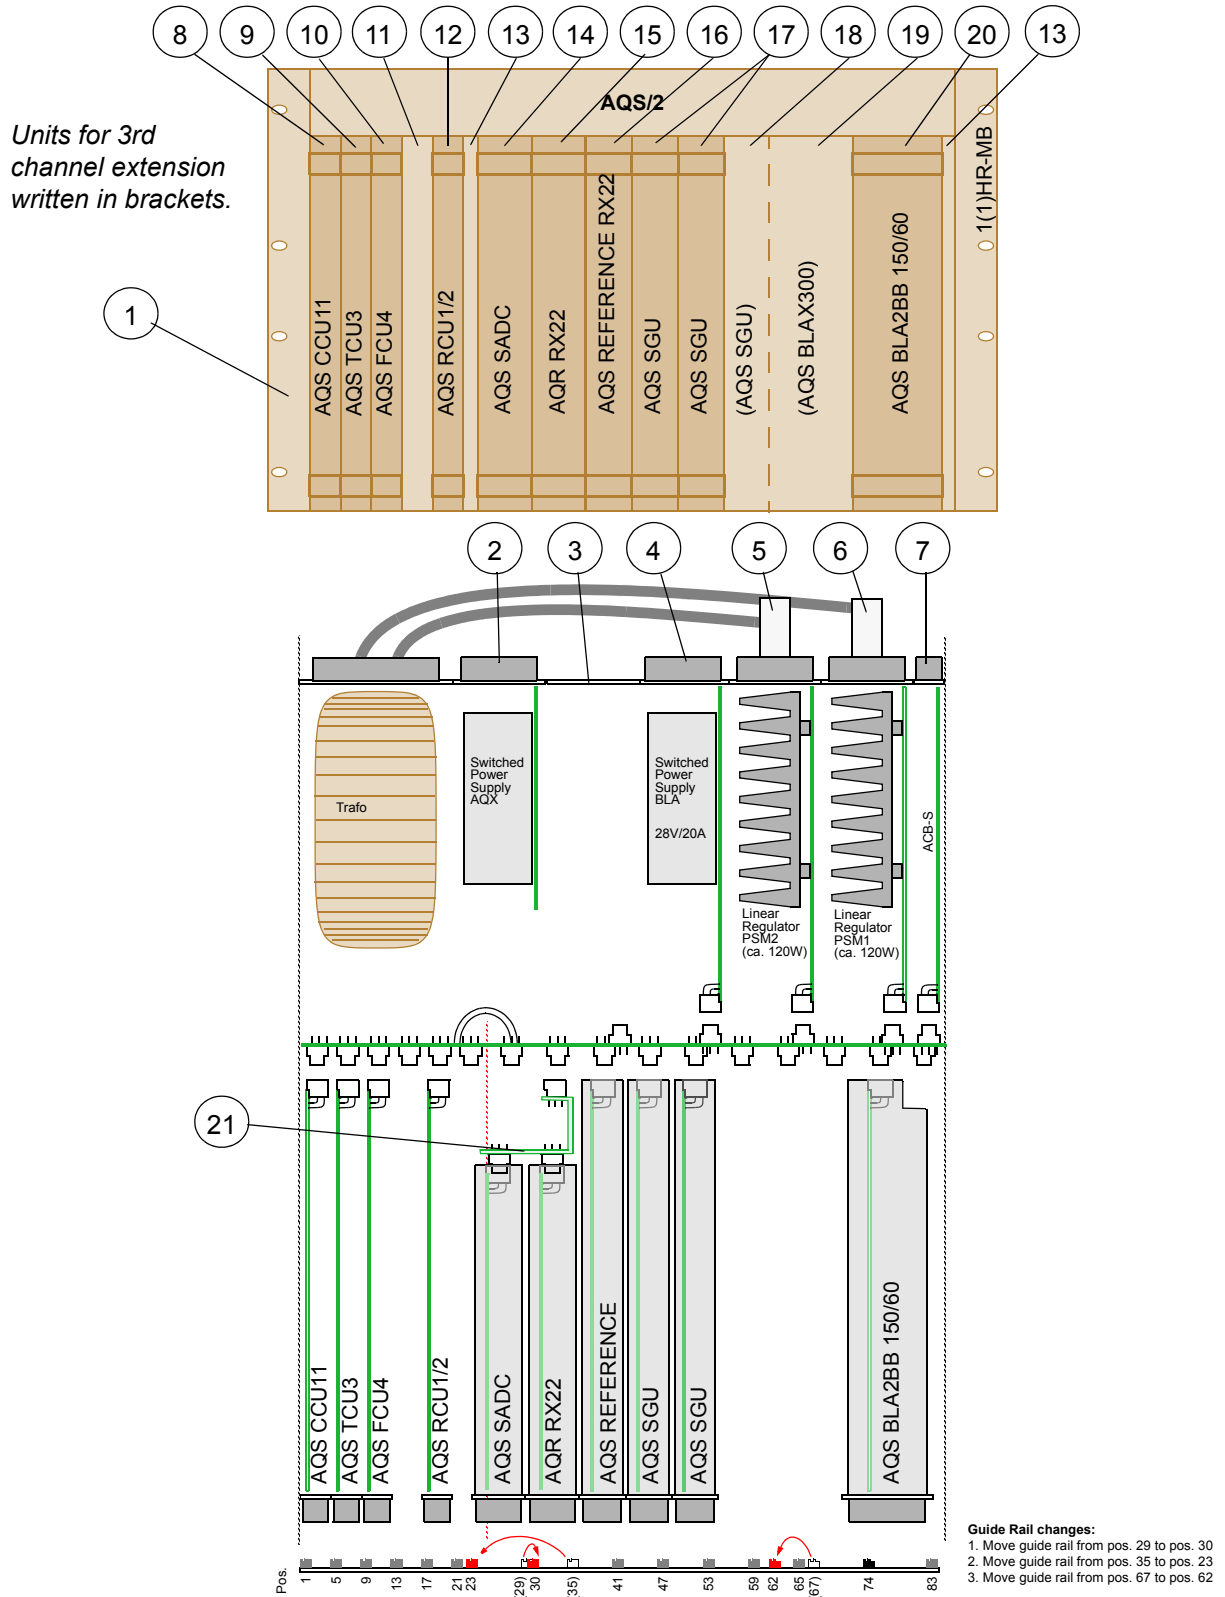 8 9 10 11 12 13 14 15 16 17 18 19 20 13
AQS/2
Units for 3rd
channel extension
written in brackets.
1
AQS CCU11
AQS TCU3
AQS FCU4
AQS RCU1/2
AQS SADC
AQR RX22
AQS REFERENCE RX22
AQS SGU
AQS SGU
(AQS SGU)
(AQS BLAX300)
AQS BLA2BB 150/60
1(1)HR-MB
2 3 4 5 6 7
Trafo
Switched
Power
Supply
AQX
Switched
Power
Supply
BLA
28V/20A
Linear
Regulator
PSM2
(ca. 120W)
Linear
Regulator
PSM1
(ca. 120W)
ACB-S
21
AQS CCU11
AQS TCU3
AQS FCU4
AQS RCU1/2
AQS SADC
AQR RX22
AQS REFERENCE
AQS SGU
AQS SGU
AQS BLA2BB 150/60
Pos. 1 5 9 13 17 21 23 (29) 30 (35) 41 47 53 59 62 65 (67) 74 83
Guide Rail changes:
1. Move guide rail from pos. 29 to pos. 30
2. Move guide rail from pos. 35 to pos. 23
3. Move guide rail from pos. 67 to pos. 62